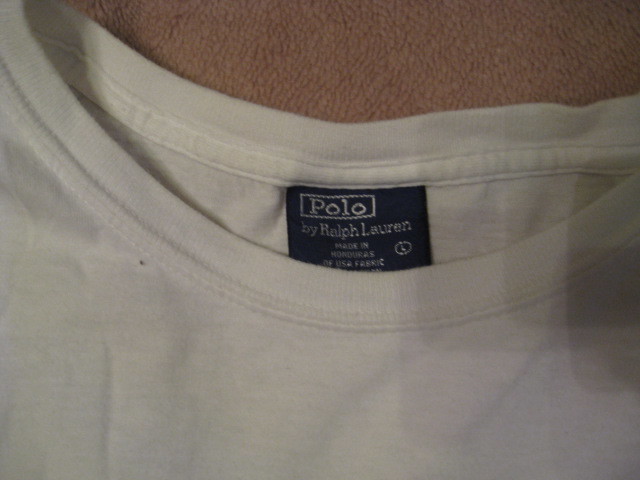 Polo
by Ralph Lauren
MADE IN
HONDURAS
OF USA FABRIC
L